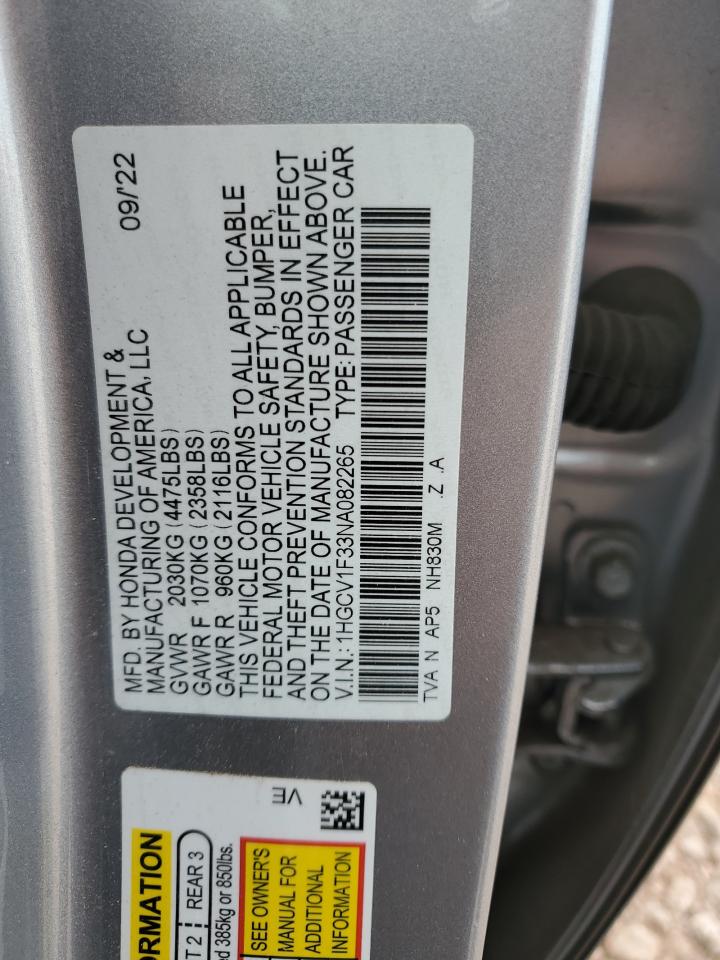 MFD. BY HONDA DEVELOPMENT &
MANUFACTURING OF AMERICA, LLC 09/'22
GVWR 2030KG (4475LBS)
GAWR F 1070KG (2358LBS)
GAWR R 960KG (2116LBS)
THIS VEHICLE CONFORMS TO ALL APPLICABLE
FEDERAL MOTOR VEHICLE SAFETY, BUMPER,
AND THEFT PREVENTION STANDARDS IN EFFECT
ON THE DATE OF MANUFACTURE SHOWN ABOVE.
V.I.N.: 1HGCV1F33NA082265 TYPE: PASSENGER CAR
TVA N AP5 NH830M .Z .A
ORMATION
T 2 REAR 3
ed 385kg or 850lbs.
SEE OWNER'S
MANUAL FOR
ADDITIONAL
INFORMATION